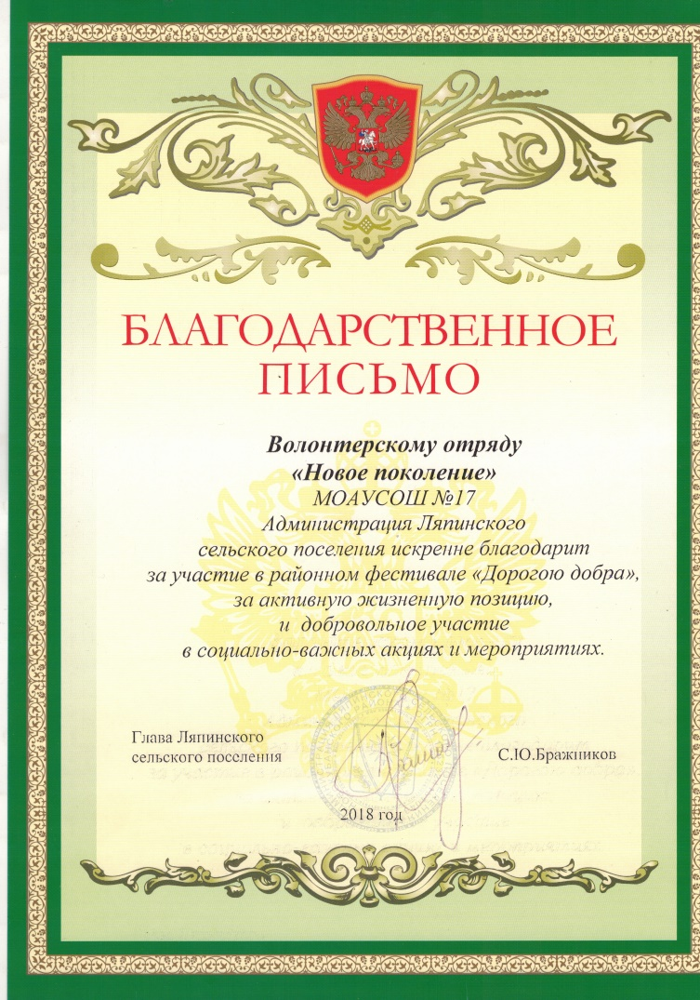 БЛАГОДАРСТВЕННОЕ
ПИСЬМО
Волонтерскому отряду
«Новое поколение»
МОАУСОШ №17
Администрация Ляпинского
сельского поселения искренне благодарит
за участие в районном фестивале «Дорогою добра»,
за активную жизненную позицию,
и добровольное участие
в социально-важных акциях и мероприятиях.
Глава Ляпинского
сельского поселения
С.Ю.Бражников
2018 год